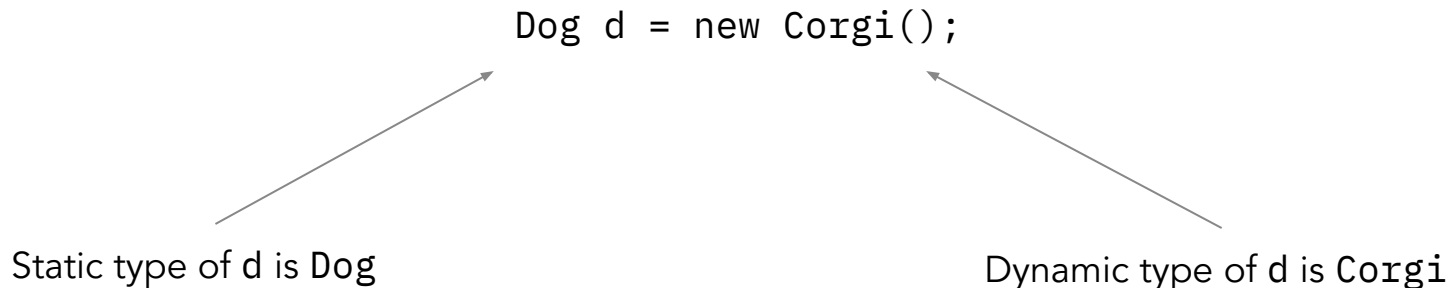 Dog d = new Corgi();
Static type of d is Dog
Dynamic type of d is Corgi